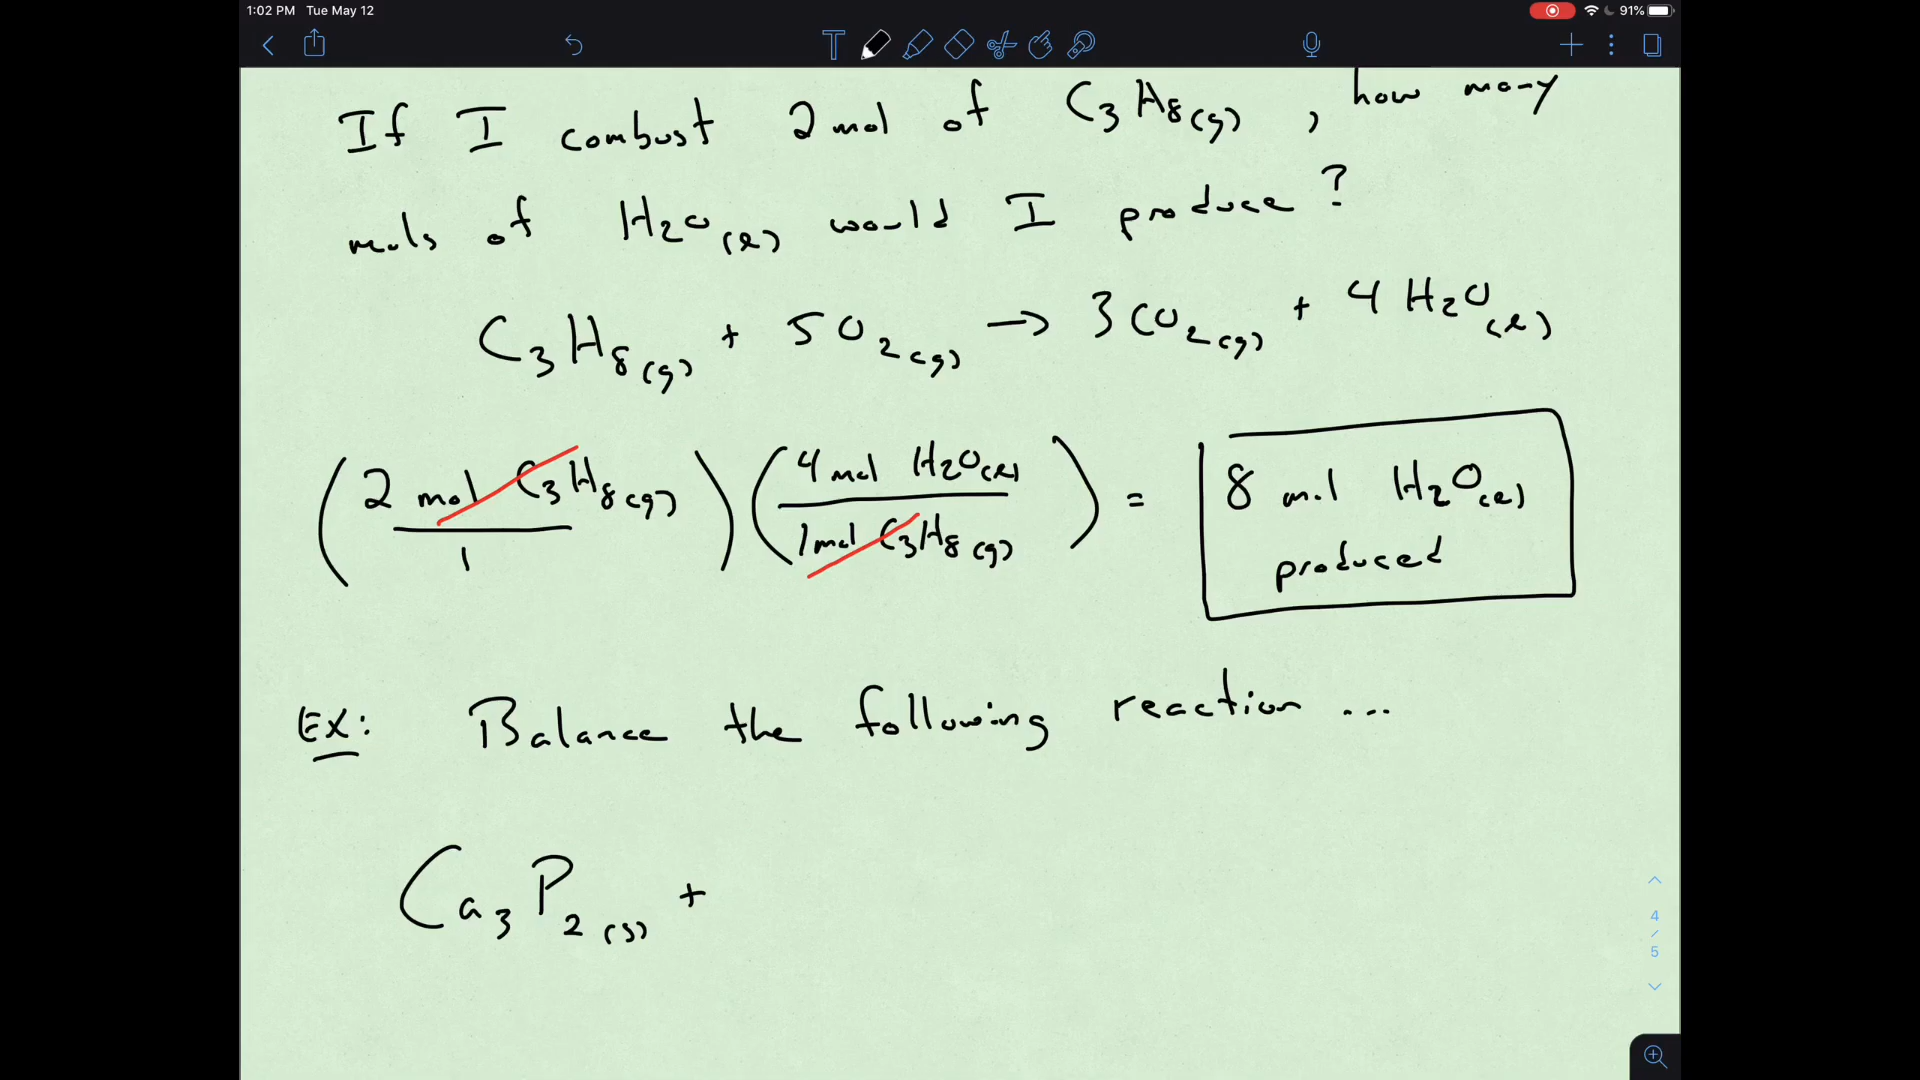 1:02 PM Tue May 12
91%
If I combust 2 mol of C₃H₈(g), how many
mols of H₂O(l) would I produce?
C₃H₈(g) + 5O₂(g) → 3CO₂(g) + 4H₂O(l)
(2 mol C₃H₈(g) / 1)(4 mol H₂O(l) / 1 mol C₃H₈(g)) = 8 mol H₂O(l)
produced
EX: Balance the following reaction ...
Ca₃P₂(s) +
4
/
5